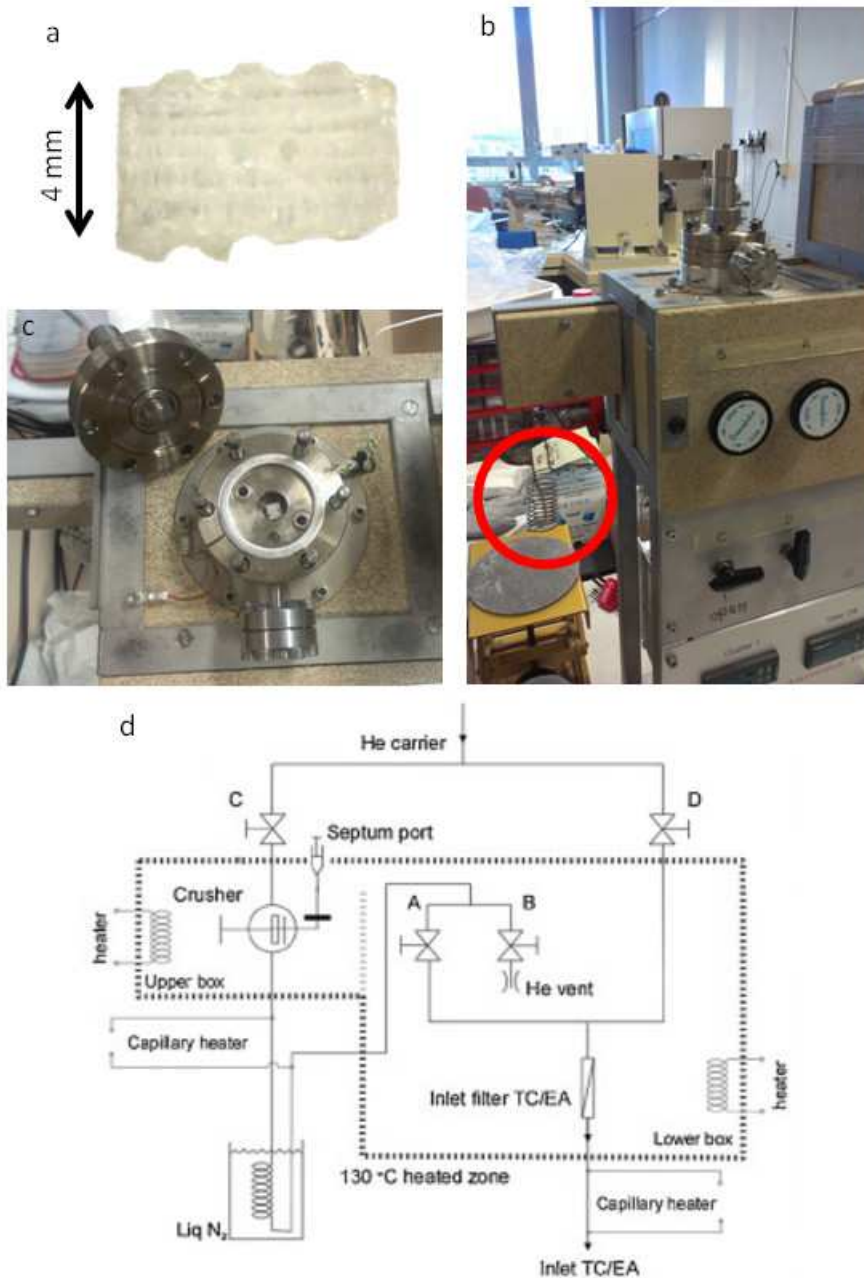 a
b
4 mm
c
open
d
He carrier
C
D
Septum port
Crusher
A
B
heater
Upper box
He vent
Capillary heater
Inlet filter TC/EA
heater
Lower box
130 °C heated zone
Liq N₂
Capillary heater
Inlet TC/EA